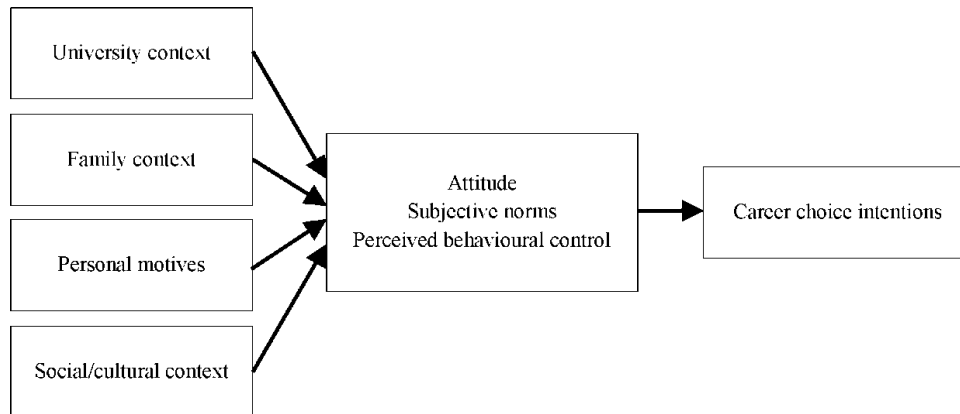 University context
Family context
Personal motives
Social/cultural context
Attitude
Subjective norms
Perceived behavioural control
Career choice intentions